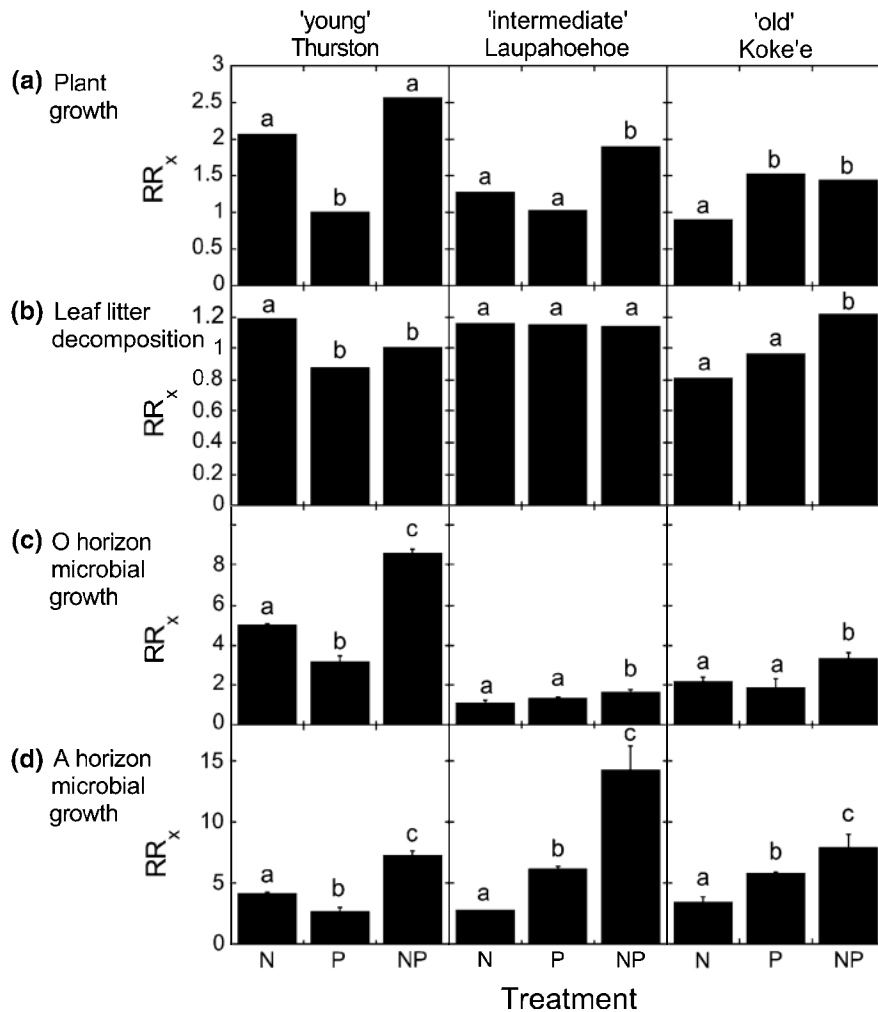 'young' 'intermediate' 'old'
Thurston Laupahoehoe Koke'e
(a) Plant
growth
RRx
3
2.5
2
1.5
1
0.5
0
a b a a a b a b b
(b) Leaf litter
decomposition
RRx
1.2
1
0.8
0.6
0.4
0.2
0
a b b a a a a a b
(c) O horizon
microbial
growth
RRx
8
6
4
2
0
a b c a a b a a b
(d) A horizon
microbial
growth
RRx
15
10
5
0
a b c a b c a b c
N P NP N P NP N P NP
Treatment